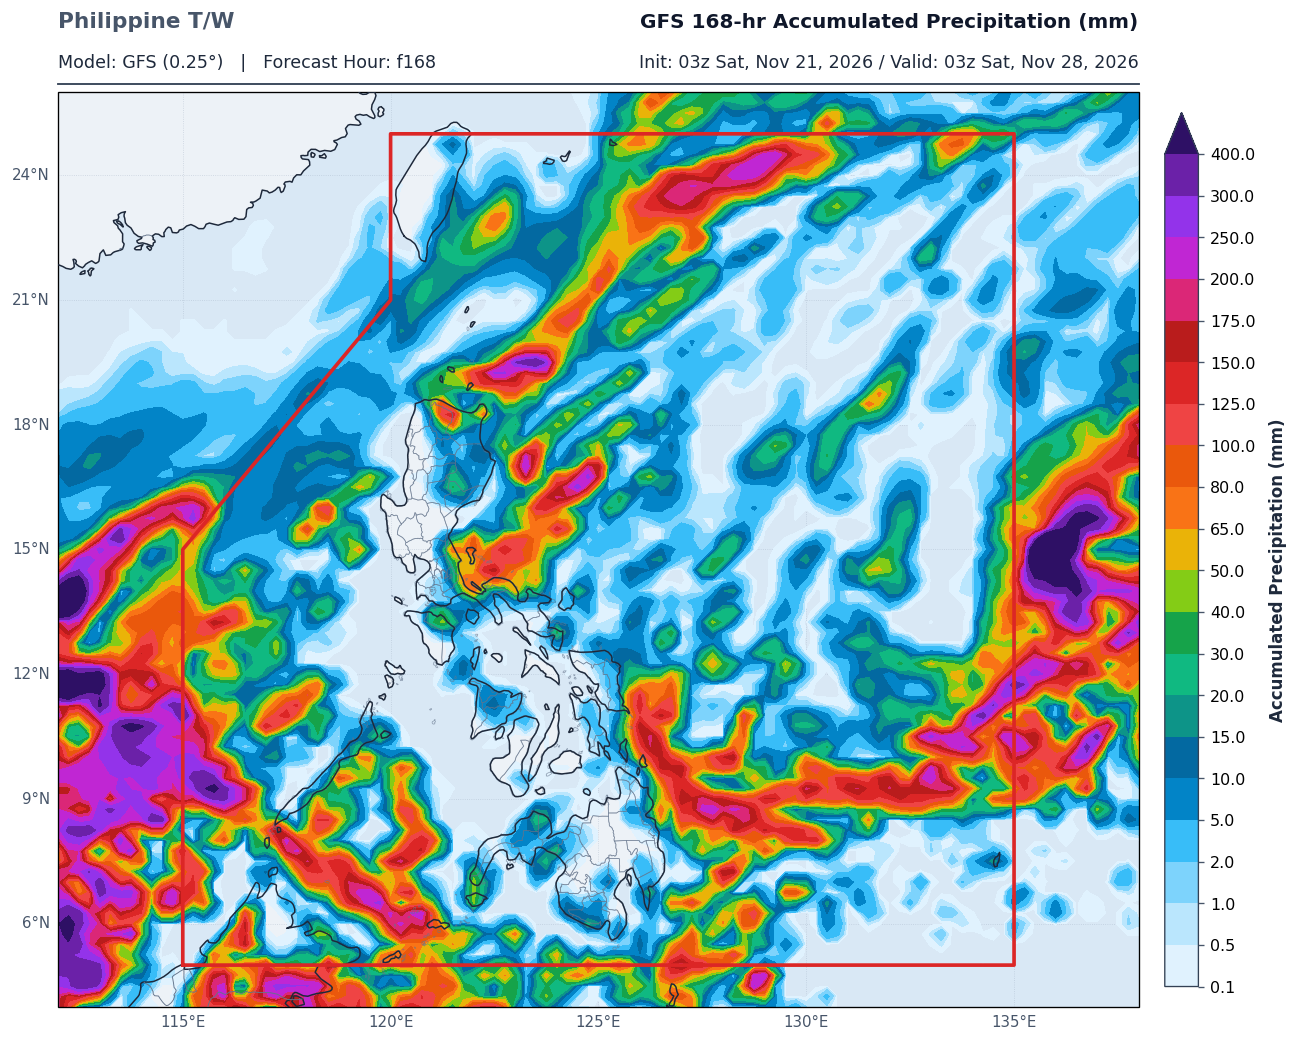 Philippine T/W
GFS 168-hr Accumulated Precipitation (mm)
Model: GFS (0.25°)   |   Forecast Hour: f168
Init: 03z Sat, Nov 21, 2026 / Valid: 03z Sat, Nov 28, 2026
24°N
21°N
18°N
15°N
12°N
9°N
6°N
115°E
120°E
125°E
130°E
135°E
400.0
300.0
250.0
200.0
175.0
150.0
125.0
100.0
80.0
65.0
50.0
40.0
30.0
20.0
15.0
10.0
5.0
2.0
1.0
0.5
0.1
Accumulated Precipitation (mm)